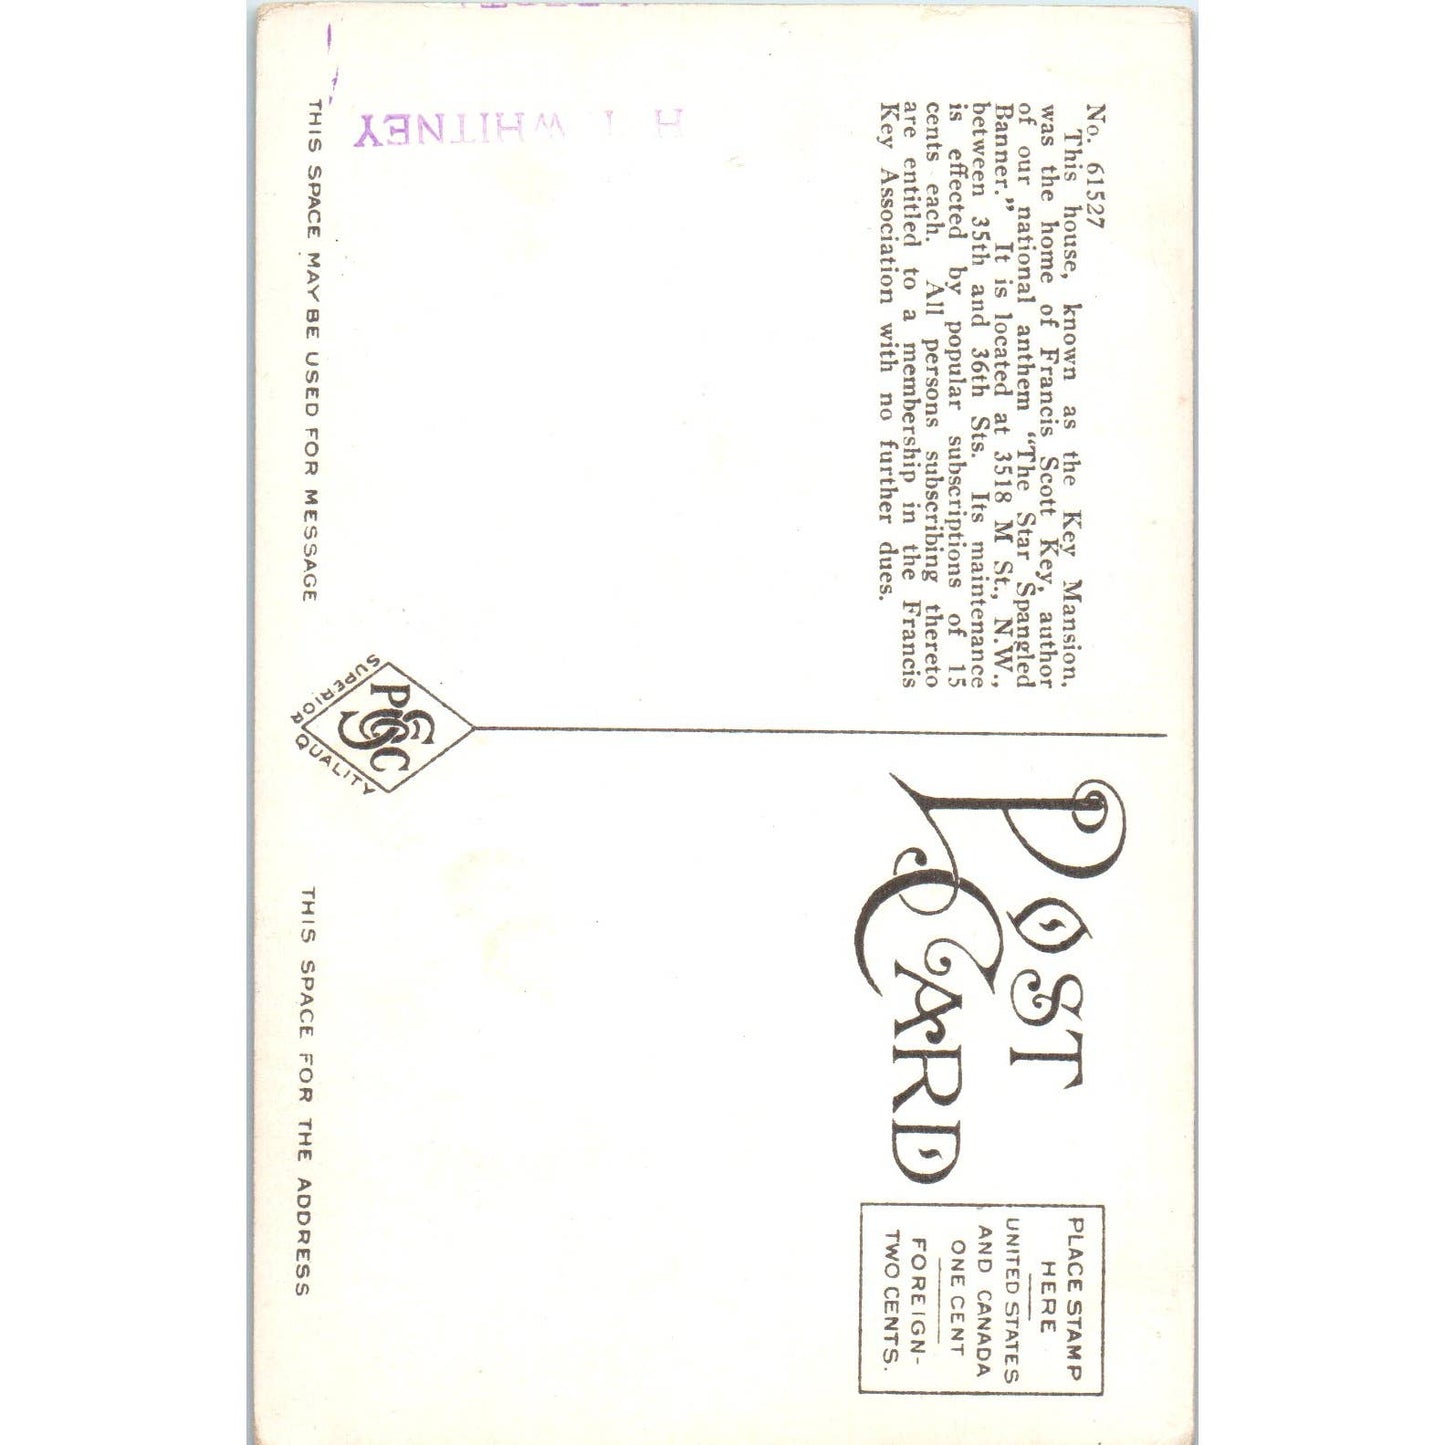 No. 61527
This house, known as the Key Mansion,
was the home of Francis Scott Key, author
of our national anthem "The Star Spangled
Banner." It is located at 3518 M St., N.W.,
between 35th and 36th Sts. Its maintenance
is effected by popular subscriptions of 15
cents each. All persons subscribing thereto
are entitled to a membership in the Francis
Key Association with no further dues.
H WHITNEY
THIS SPACE MAY BE USED FOR MESSAGE
SUPERIOR
QUALITY
POST
CARD
PLACE STAMP
HERE
UNITED STATES
AND CANADA
ONE CENT
FOREIGN-
TWO CENTS.
THIS SPACE FOR THE ADDRESS